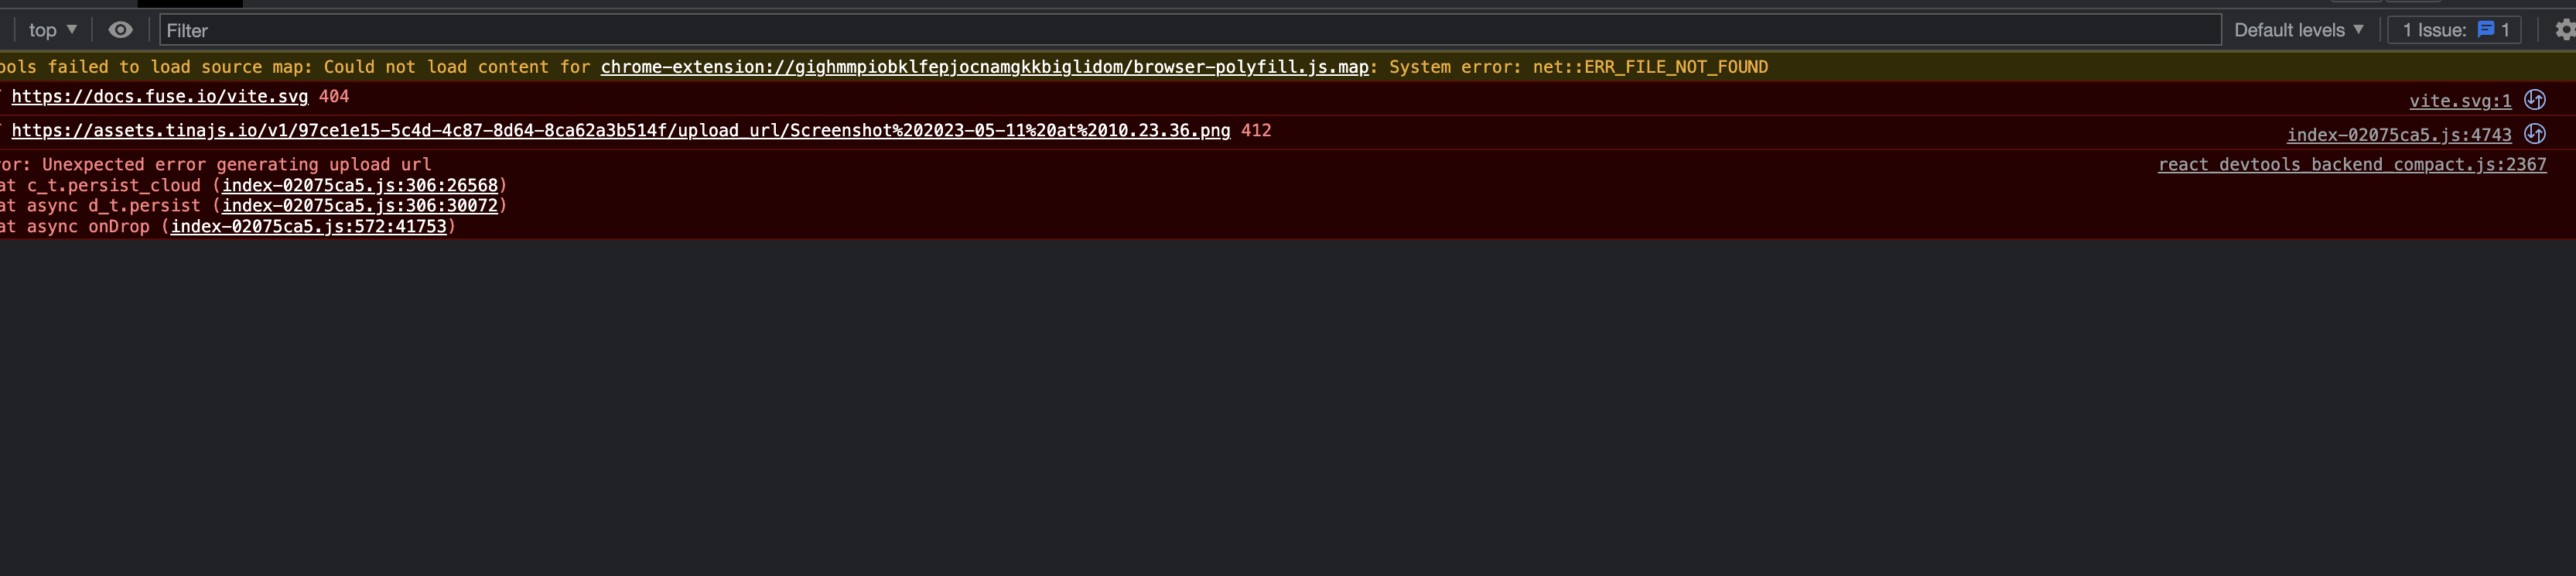 top ▼
Filter
Default levels ▼
1 Issue: 1
ools failed to load source map: Could not load content for chrome-extension://gighmmpiobklfepjocnamgkkbiglidom/browser-polyfill.js.map: System error: net::ERR_FILE_NOT_FOUND
https://docs.fuse.io/vite.svg 404
vite.svg:1
https://assets.tinajs.io/v1/97ce1e15-5c4d-4c87-8d64-8ca62a3b514f/upload_url/Screenshot%202023-05-11%20at%2010.23.36.png 412
index-02075ca5.js:4743
ror: Unexpected error generating upload url
react_devtools_backend_compact.js:2367
at c_t.persist_cloud (index-02075ca5.js:306:26568)
at async d_t.persist (index-02075ca5.js:306:30072)
at async onDrop (index-02075ca5.js:572:41753)